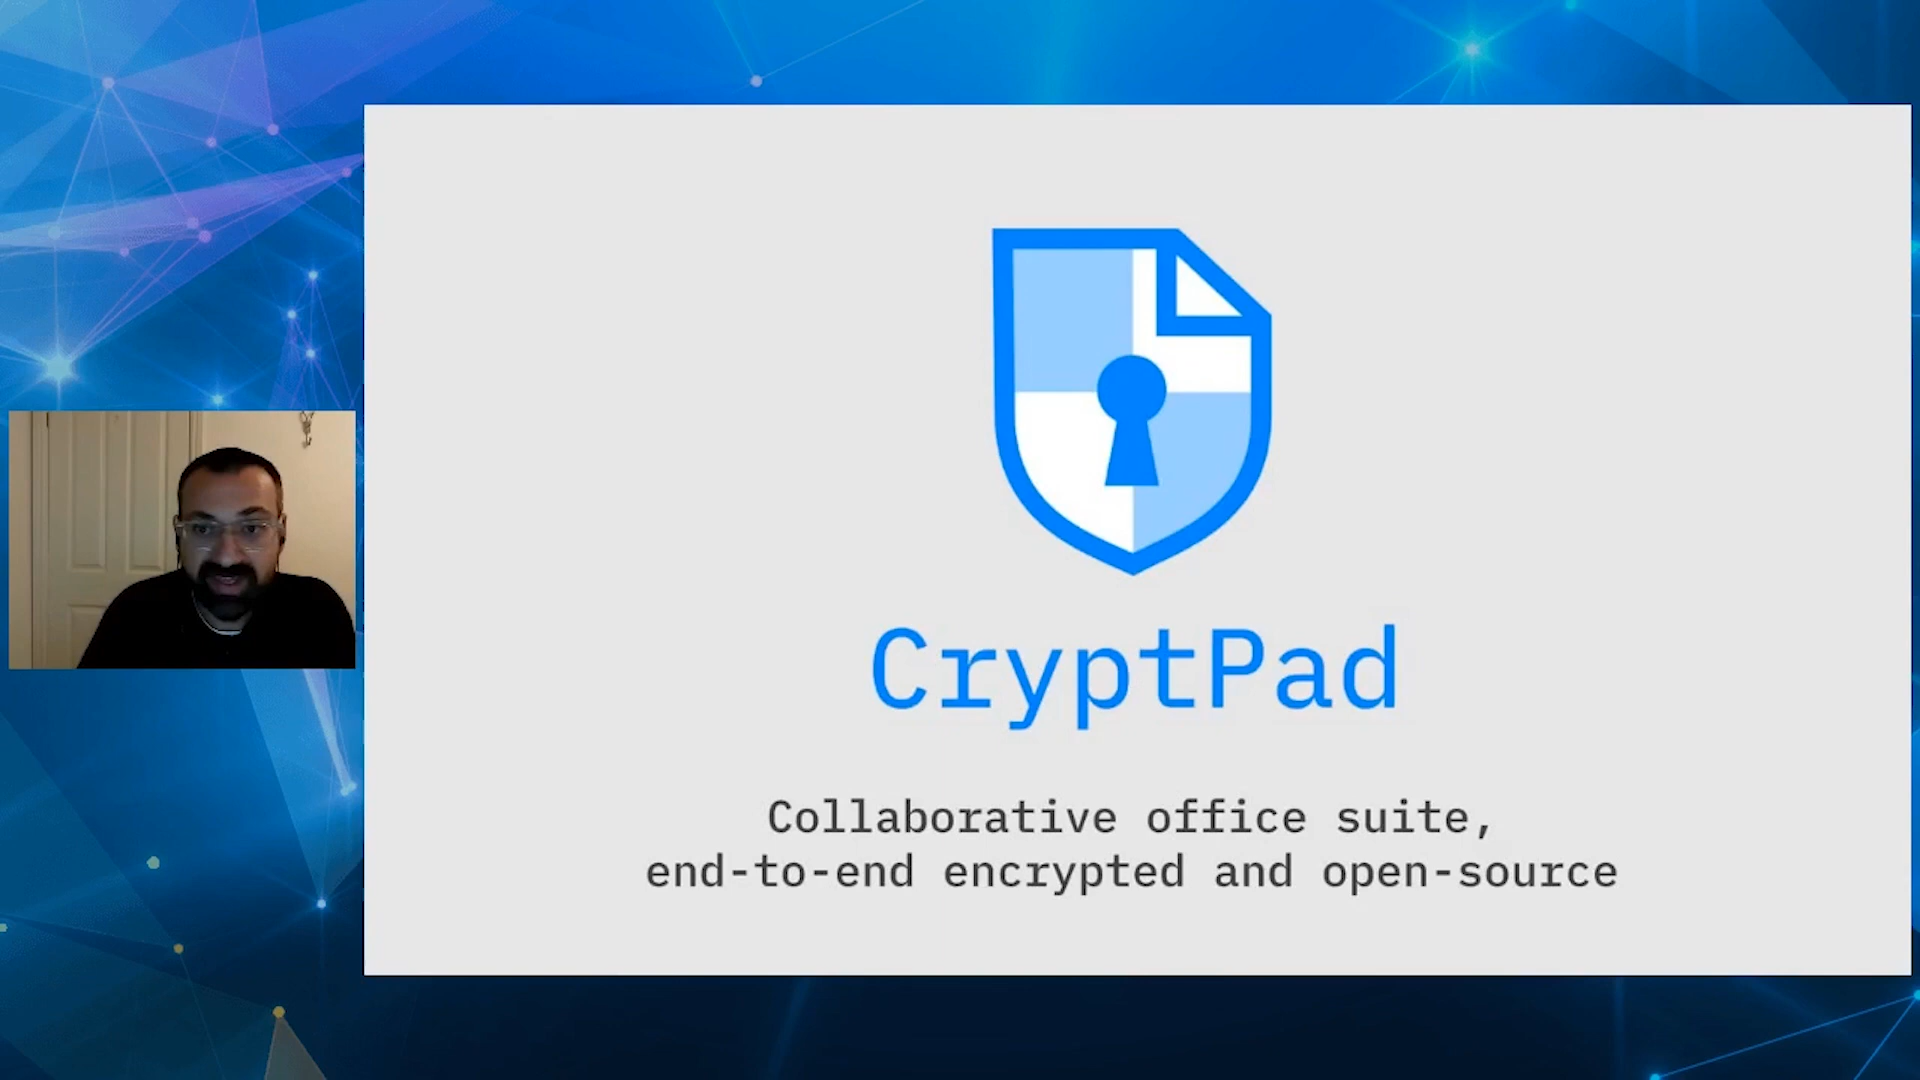 CryptPad
Collaborative office suite,
end-to-end encrypted and open-source